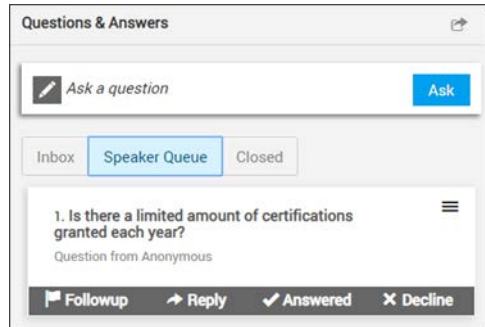 Questions & Answers
Ask a question
Ask
Inbox Speaker Queue Closed
1. Is there a limited amount of certifications
granted each year?
Question from Anonymous
Followup Reply Answered Decline